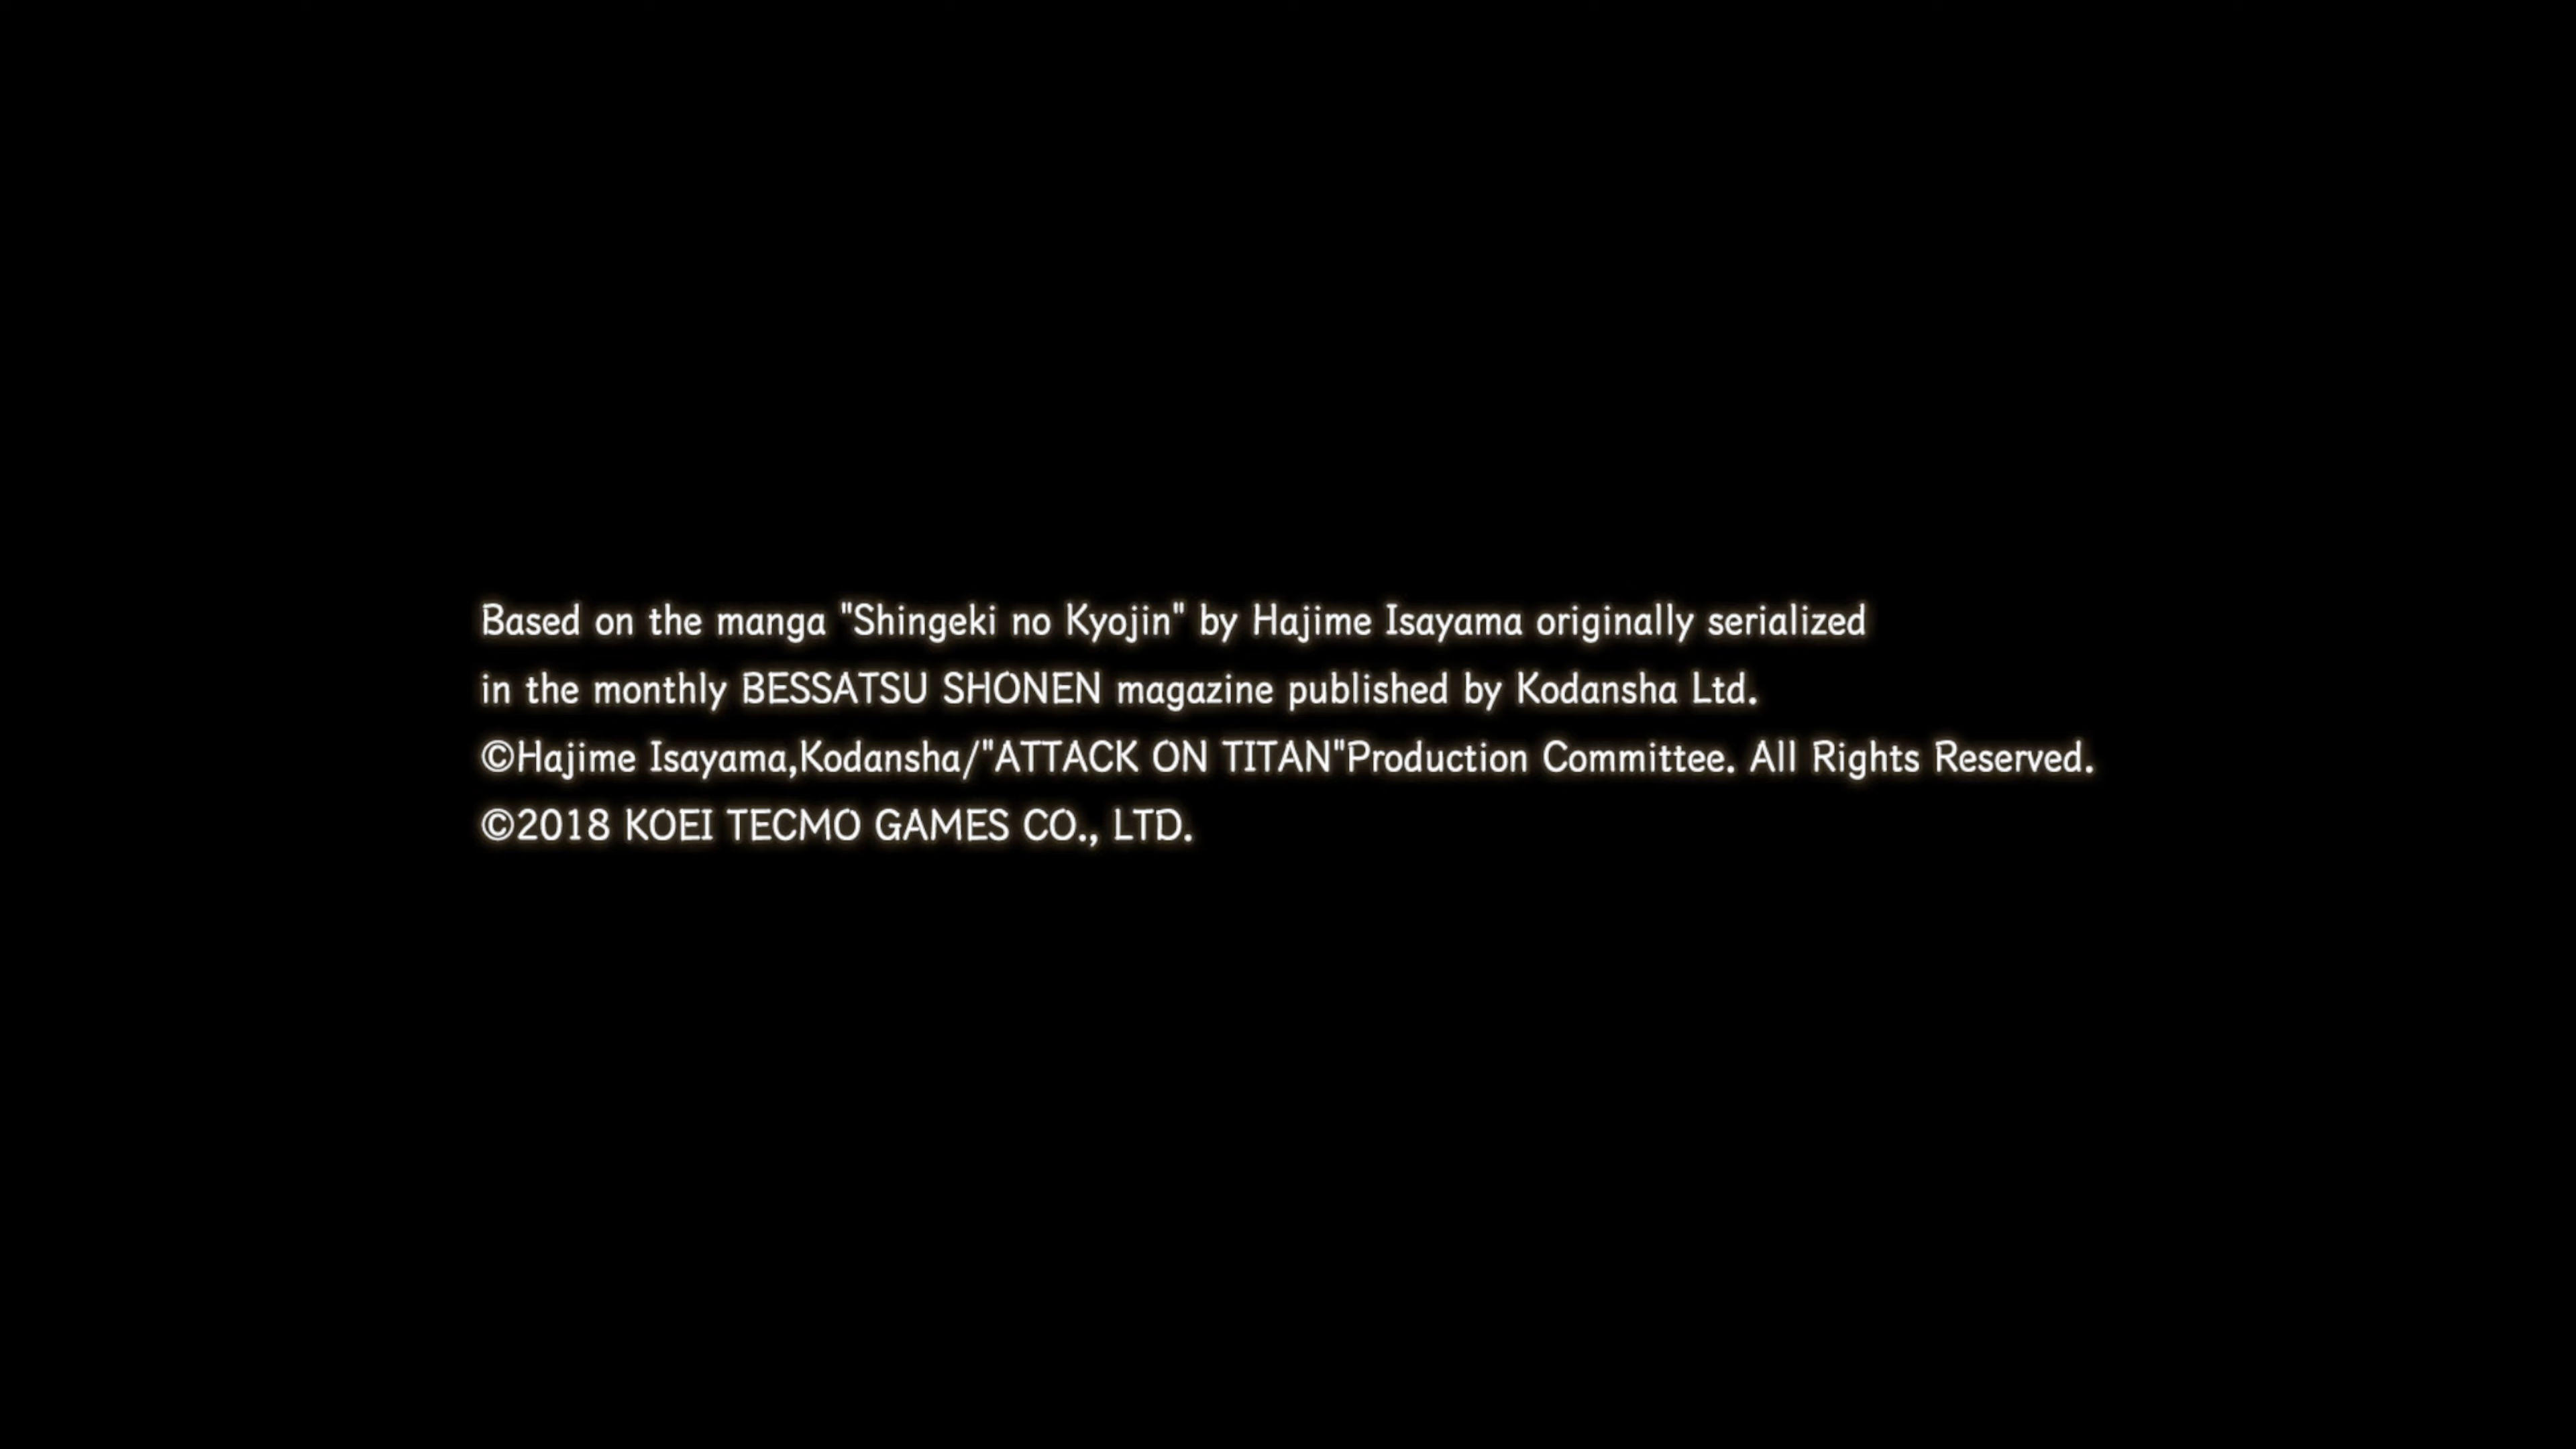 Based on the manga "Shingeki no Kyojin" by Hajime Isayama originally serialized
in the monthly BESSATSU SHONEN magazine published by Kodansha Ltd.
©Hajime Isayama,Kodansha/"ATTACK ON TITAN"Production Committee. All Rights Reserved.
©2018 KOEI TECMO GAMES CO., LTD.